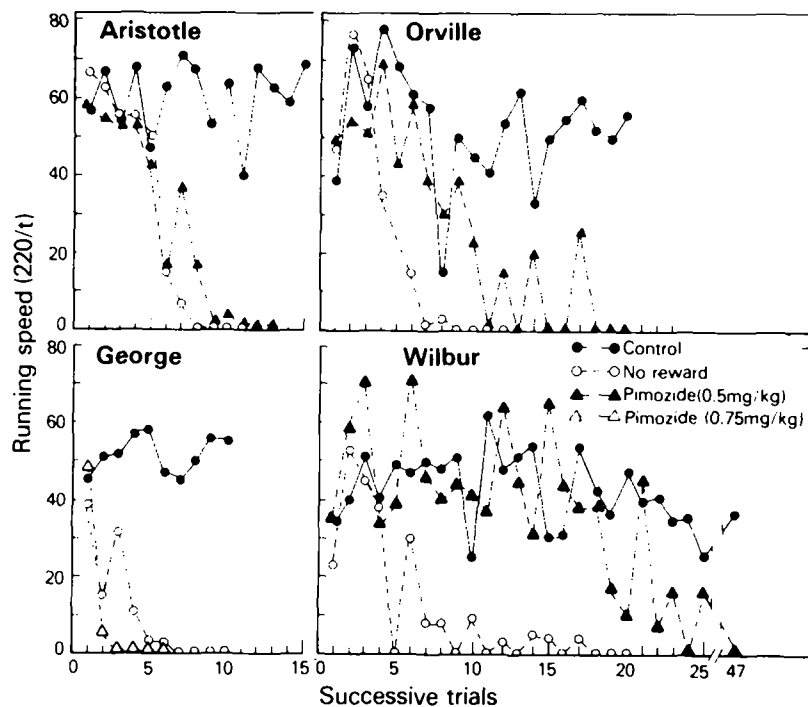 Aristotle
Orville
80
60
40
20
0
George
Wilbur
Control
No reward
Pimozide(0.5mg/kg)
Pimozide (0.75mg/kg)
80
60
40
20
0
0 5 10 15
0 5 10 15 20 25 47
Running speed (220/t)
Successive trials